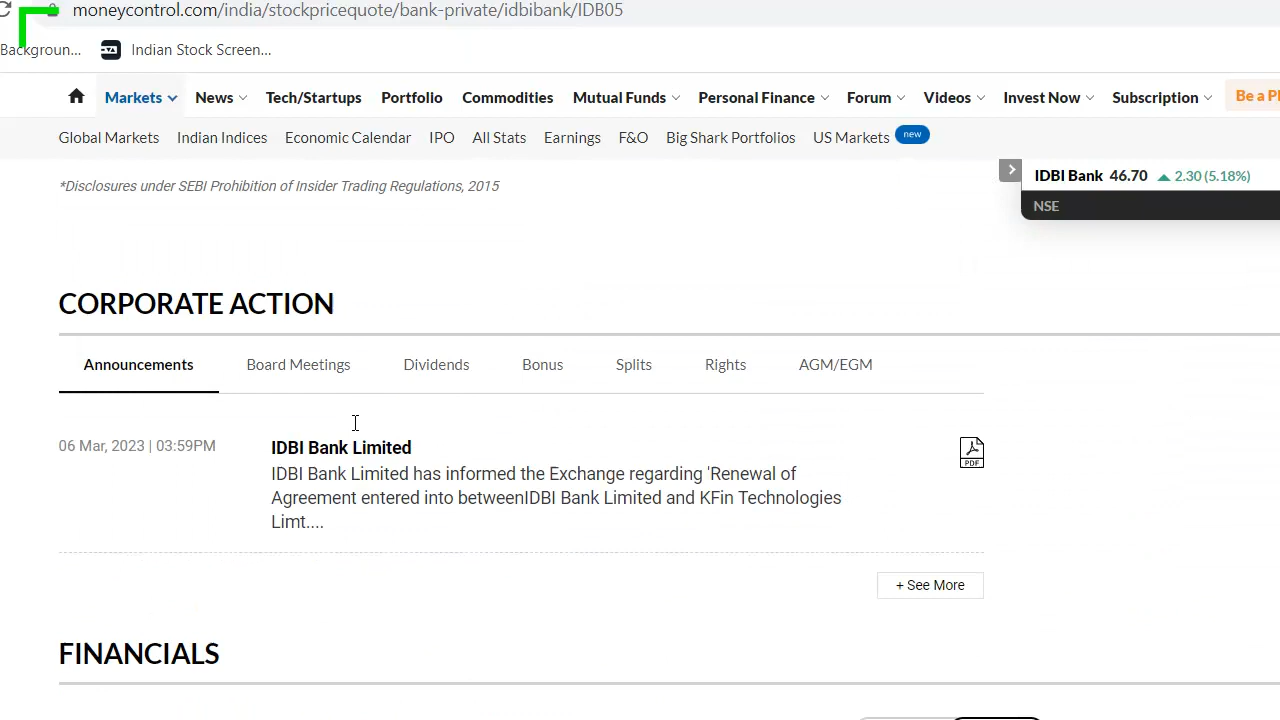 moneycontrol.com/india/stockpricequote/bank-private/idbibank/IDB05
Backgroun... Indian Stock Screen...
Markets News Tech/Startups Portfolio Commodities Mutual Funds Personal Finance Forum Videos Invest Now Subscription Be a
Global Markets Indian Indices Economic Calendar IPO All Stats Earnings F&O Big Shark Portfolios US Markets new
*Disclosures under SEBI Prohibition of Insider Trading Regulations, 2015
IDBI Bank 46.70 2.30 (5.18%)
NSE
CORPORATE ACTION
Announcements Board Meetings Dividends Bonus Splits Rights AGM/EGM
06 Mar, 2023 | 03:59PM
IDBI Bank Limited
IDBI Bank Limited has informed the Exchange regarding 'Renewal of
Agreement entered into betweenIDBI Bank Limited and KFin Technologies
Limt....
PDF
+ See More
FINANCIALS